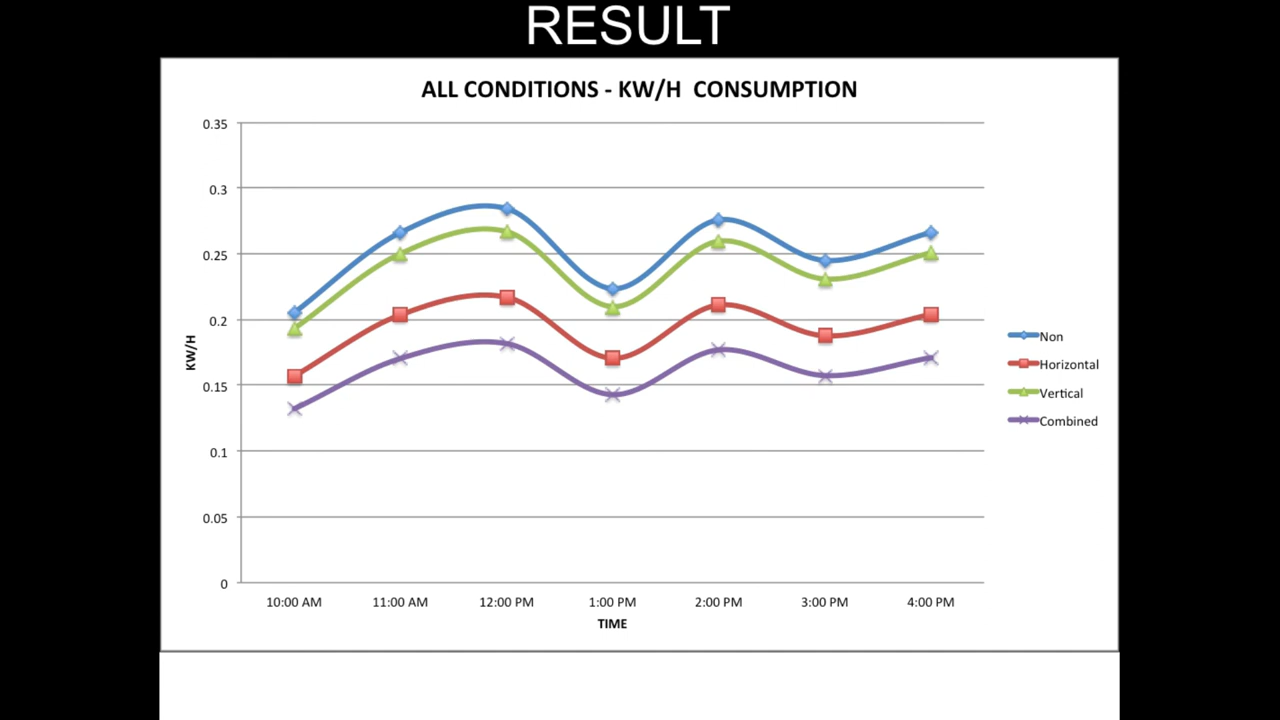 RESULT
ALL CONDITIONS - KW/H CONSUMPTION
0.35
0.3
0.25
0.2
0.15
0.1
0.05
0
KW/H
10:00 AM 11:00 AM 12:00 PM 1:00 PM 2:00 PM 3:00 PM 4:00 PM
TIME
Non
Horizontal
Vertical
Combined